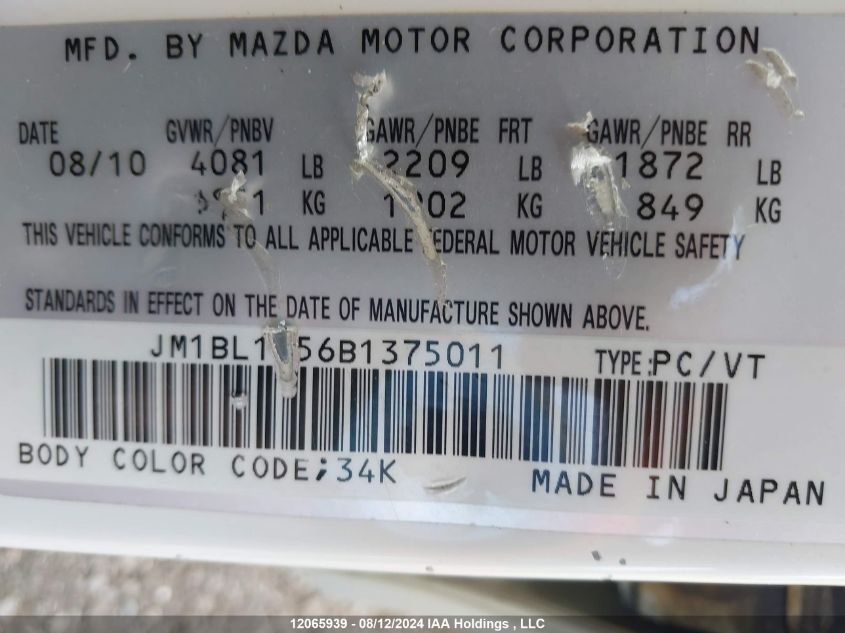 MFD. BY MAZDA MOTOR CORPORATION
DATE GVWR/PNBV GAWR/PNBE FRT GAWR/PNBE RR
08/10 4081 LB 2209 LB 1872 LB
KG KG 849 KG
THIS VEHICLE CONFORMS TO ALL APPLICABLE FEDERAL MOTOR VEHICLE SAFETY
STANDARDS IN EFFECT ON THE DATE OF MANUFACTURE SHOWN ABOVE.
TYPE:PC/VT
BODY COLOR CODE;34K MADE IN JAPAN
12065939 - 08/12/2024 IAA Holdings , LLC